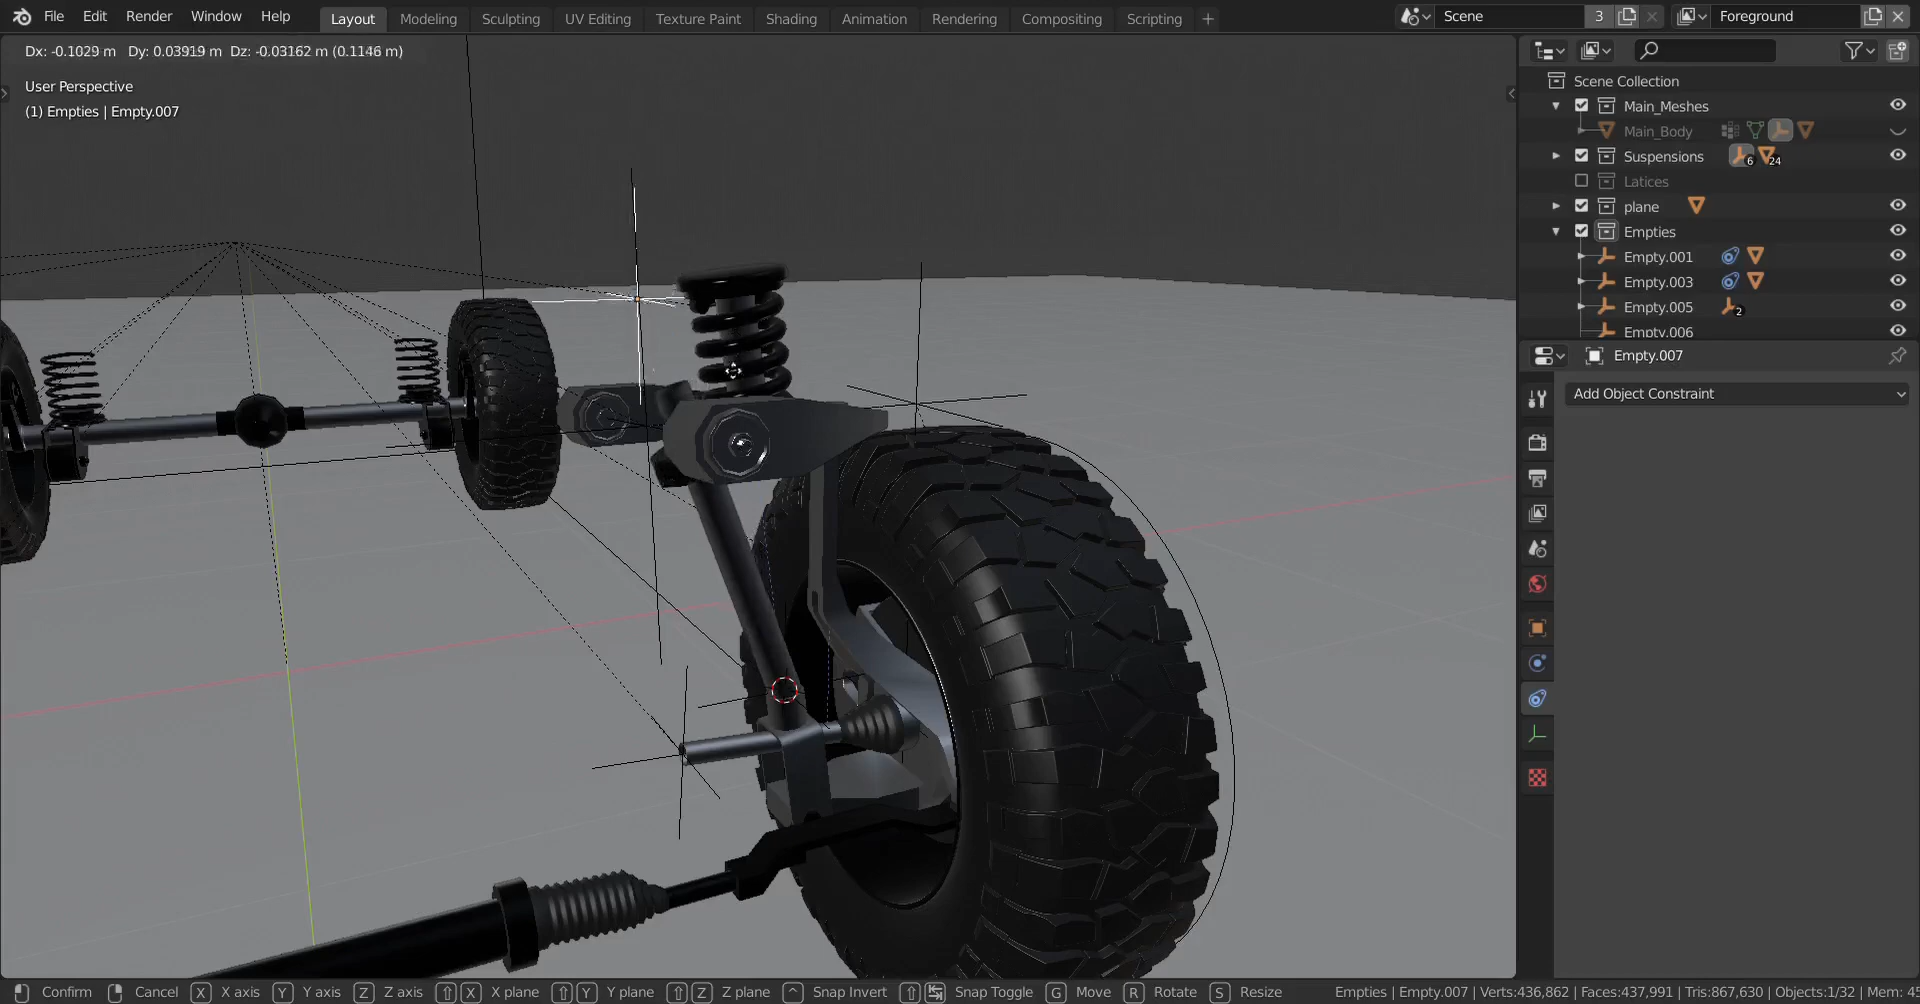 File Edit Render Window Help Layout Modeling Sculpting UV Editing Texture Paint Shading Animation Rendering Compositing Scripting + Scene 3 Foreground
Dx: -0.1029 m Dy: 0.03919 m Dz: -0.03162 m (0.1146 m)
User Perspective
(1) Empties | Empty.007
Scene Collection
Main_Meshes
Main_Body
Suspensions 6 24
Latices
plane
Empties
Empty.001
Empty.003
Empty.005 2
Empty.006
Empty.007
Add Object Constraint
Confirm Cancel X X axis Y Y axis Z Z axis X X plane Y Y plane Z Z plane ^ Snap Invert Snap Toggle G Move R Rotate S Resize Empties | Empty.007 | Verts:436,862 | Faces:437,991 | Tris:867,630 | Objects:1/32 | Mem: 45